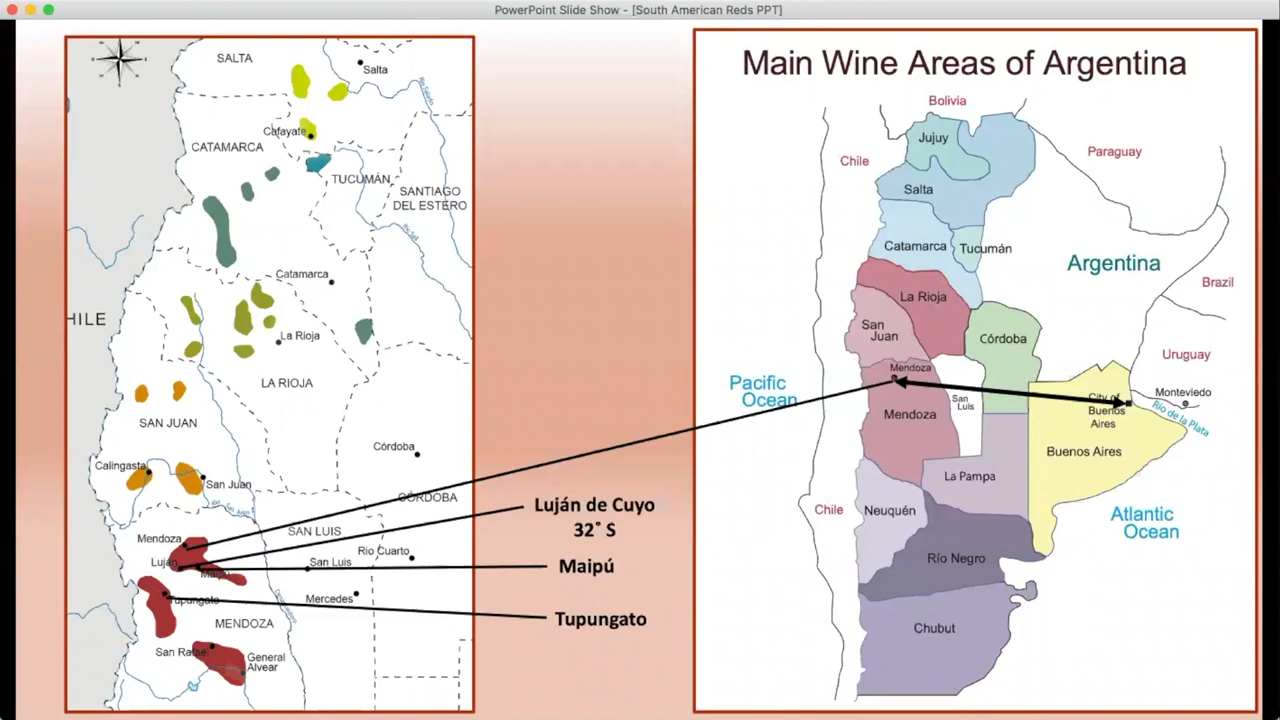 PowerPoint Slide Show - [South American Reds PPT]
SALTA
Salta
Río Salado
Cafayate
CATAMARCA
TUCUMÁN
SANTIAGO
DEL ESTERO
Catamarca
HILE
La Rioja
LA RIOJA
SAN JUAN
Córdoba
Calingasta
San Juan
CÓRDOBA
SAN LUIS
Mendoza
Rio Cuarto
Luján
San Luis
Maipú
Tupungato
Mercedes
MENDOZA
San Rafael
General
Alvear
Luján de Cuyo
32˚ S
Maipú
Tupungato
Main Wine Areas of Argentina
Bolivia
Jujuy
Chile
Paraguay
Salta
Catamarca
Tucumán
Argentina
Brazil
La Rioja
San
Juan
Córdoba
Uruguay
Mendoza
Pacific
Ocean
Montevideo
San
Luis
City of
Buenos
Aires
Rio de la Plata
Mendoza
Buenos Aires
La Pampa
Chile
Neuquén
Atlantic
Ocean
Río Negro
Chubut